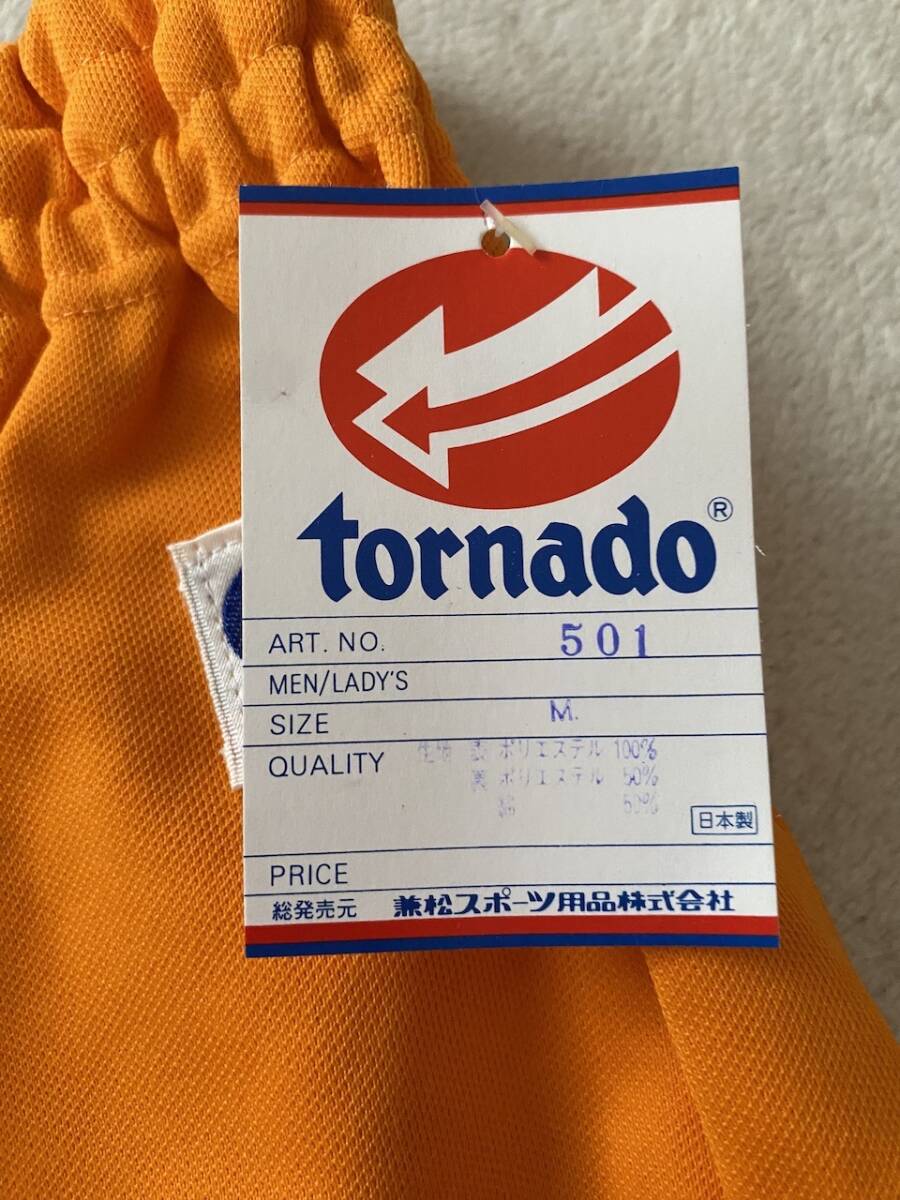 tornado®
ART. NO. 501
MEN/LADY'S
SIZE M.
QUALITY 生地 表 ポリエステル 100%
裏 ポリエステル 50%
綿 50%
日本製
PRICE
総発売元 兼松スポーツ用品株式会社